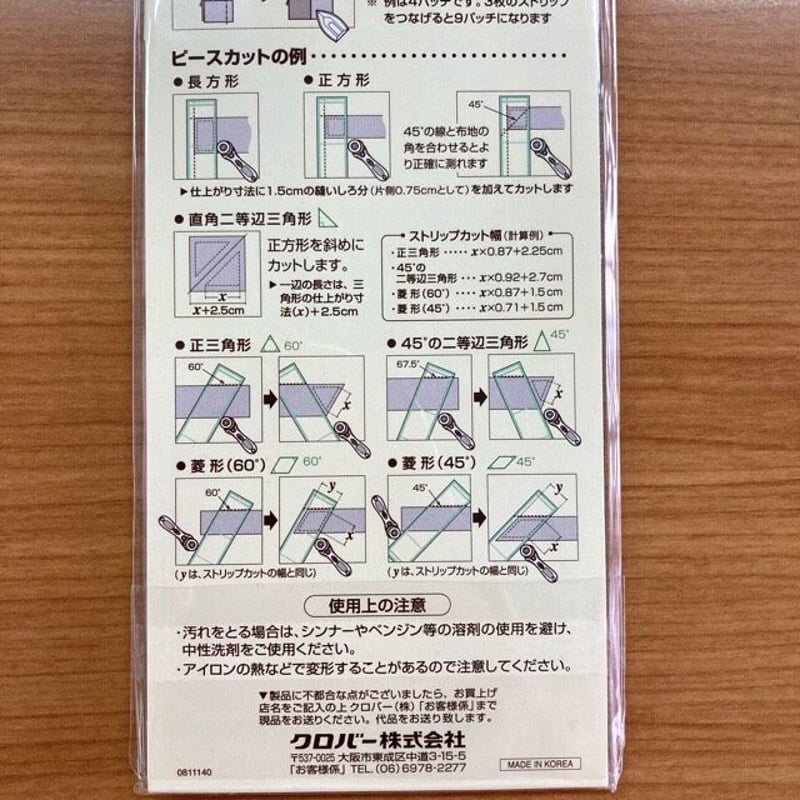 ※ 例は4パッチです。3枚のストリップ
をつなげると9パッチになります
ピースカットの例
●長方形
●正方形
45°
45°の線と布地の
角を合わせるとよ
り正確に測れます
▶仕上がり寸法に1.5cmの縫いしろ分(片側0.75cmとして)を加えてカットします
●直角二等辺三角形
正方形を斜めに
カットします。
▶一辺の長さは、三
角形の仕上がり寸
法(x)+2.5cm
x
x+2.5cm
ストリップカット幅(計算例)
・正三角形・・・・・x×0.87+2.25cm
・45°の
二等辺三角形・・・x×0.92+2.7cm
・菱形(60°)・・・・x×0.87+1.5cm
・菱形(45°)・・・・x×0.71+1.5cm
●正三角形 60°
60°
x
●45°の二等辺三角形 45°
67.5°
x
●菱形(60°) 60°
60°
y
x
(yは、ストリップカットの幅と同じ)
●菱形(45°) 45°
45°
y
x
(yは、ストリップカットの幅と同じ)
使用上の注意
・汚れをとる場合は、シンナーやベンジン等の溶剤の使用を避け、
中性洗剤をご使用ください。
・アイロンの熱などで変形することがあるので注意してください。
▼製品に不都合な点がございましたら、お買上げ
店名をご記入の上クロバー(株)「お客様係」まで
現品をお送りください。代品をお送り致します。
クロバー株式会社
〒537-0025 大阪市東成区中道3-15-5
「お客様係」TEL.(06)6978-2277
0811140
MADE IN KOREA